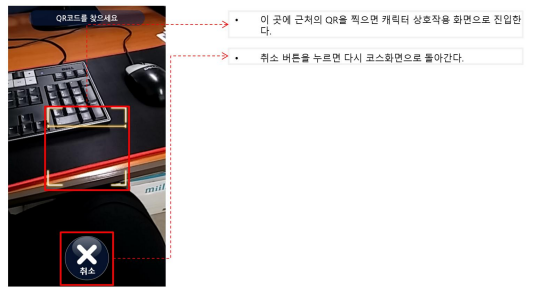 QR코드를 찾으세요
• 이 곳에 근처의 QR을 찍으면 캐릭터 상호작용 화면으로 진입한
다.
• 취소 버튼을 누르면 다시 코스화면으로 돌아간다.
취소